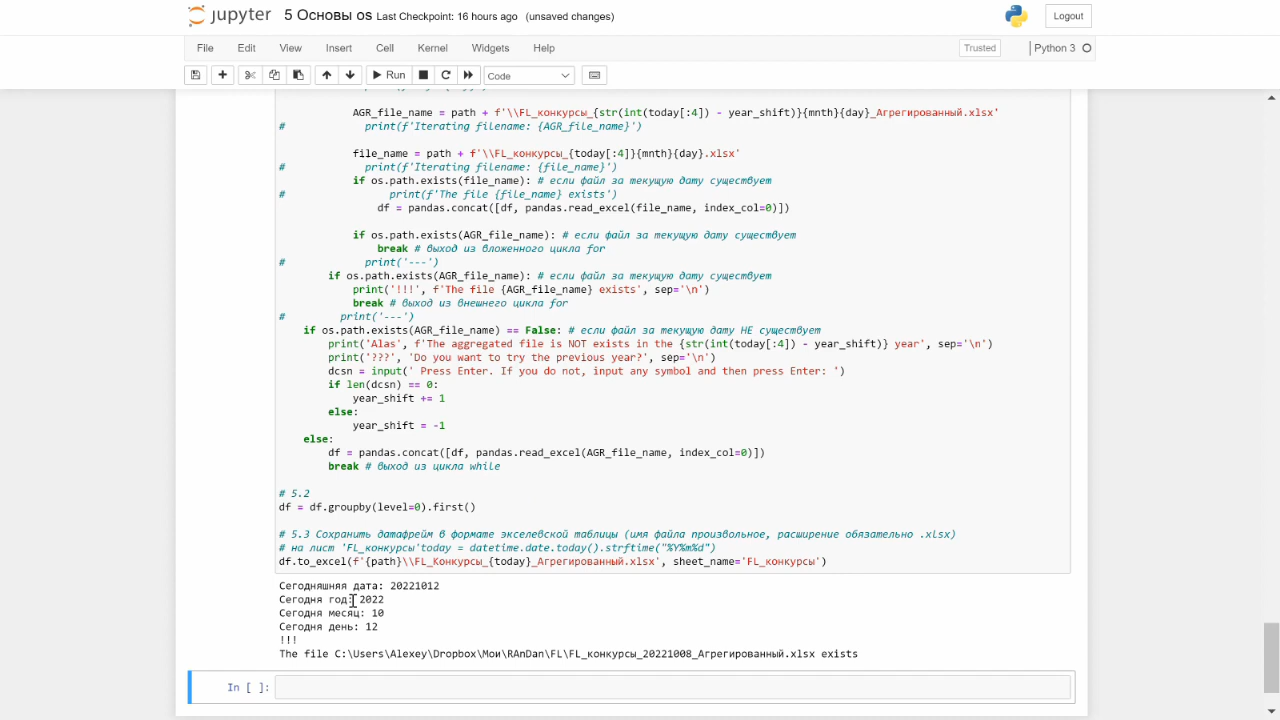 jupyter 5 Основы os Last Checkpoint: 16 hours ago (unsaved changes) Logout
File Edit View Insert Cell Kernel Widgets Help Trusted Python 3
Run Code
AGR_file_name = path + f'\\FL_конкурсы_{str(int(today[:4]) - year_shift)}{mnth}{day}_Агрегированный.xlsx'
# print(f'Iterating filename: {AGR_file_name}')
file_name = path + f'\\FL_конкурсы_{today[:4]}{mnth}{day}.xlsx'
# print(f'Iterating filename: {file_name}')
if os.path.exists(file_name): # если файл за текущую дату существует
# print(f'The file {file_name} exists')
df = pandas.concat([df, pandas.read_excel(file_name, index_col=0)])
if os.path.exists(AGR_file_name): # если файл за текущую дату существует
break # выход из вложенного цикла for
# print('---')
if os.path.exists(AGR_file_name): # если файл за текущую дату существует
print('!!!', f'The file {AGR_file_name} exists', sep='\n')
break # выход из внешнего цикла for
# print('---')
if os.path.exists(AGR_file_name) == False: # если файл за текущую дату НЕ существует
print('Alas', f'The aggregated file is NOT exists in the {str(int(today[:4]) - year_shift)} year', sep='\n')
print('???', 'Do you want to try the previous year?', sep='\n')
dcsn = input(' Press Enter. If you do not, input any symbol and then press Enter: ')
if len(dcsn) == 0:
year_shift += 1
else:
year_shift = -1
else:
df = pandas.concat([df, pandas.read_excel(AGR_file_name, index_col=0)])
break # выход из цикла while
# 5.2
df = df.groupby(level=0).first()
# 5.3 Сохранить датафрейм в формате экселевской таблицы (имя файла произвольное, расширение обязательно .xlsx)
# на лист 'FL_конкурсы'today = datetime.date.today().strftime("%Y%m%d")
df.to_excel(f'{path}\\FL_Конкурсы_{today}_Агрегированный.xlsx', sheet_name='FL_конкурсы')
Сегодняшняя дата: 20221012
Сегодня год: 2022
Сегодня месяц: 10
Сегодня день: 12
!!!
The file C:\Users\Alexey\Dropbox\Мои\RAnDan\FL\FL_конкурсы_20221008_Агрегированный.xlsx exists
In [ ]: